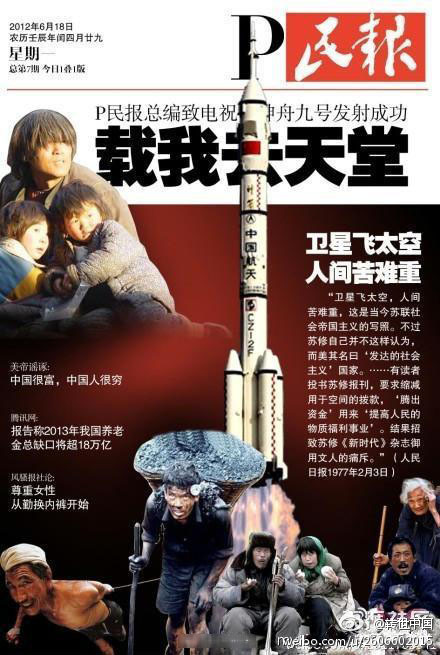 2012年6月18日
农历壬辰年闰四月廿九
星期一
总第7期 今日1叠1版
P
民報
P民报总编致电祝 神舟九号发射成功
载我去天堂
中国航天
CZ-2F
卫星飞太空
人间苦难重
“卫星飞太空，人间
苦难重，这是当今苏联社
会帝国主义的写照。不过
苏修自己并不这样认为，
而美其名曰‘发达的社会
主义’国家。……有读者
投书苏修报刊，要求缩减
用于空间的拨款，‘腾出
资金’用来‘提高人民的
物质福利事业’。结果招
致苏修《新时代》杂志御
用文人的痛斥。”（人民
日报1977年2月3日）
美帝谣诼:
中国很富，中国人很穷
腾讯网:
报告称2013年我国养老
金总缺口将超18万亿
风骚报社论:
尊重女性
从勤换内裤开始
@转世中国
weibo.com/u/2606602015